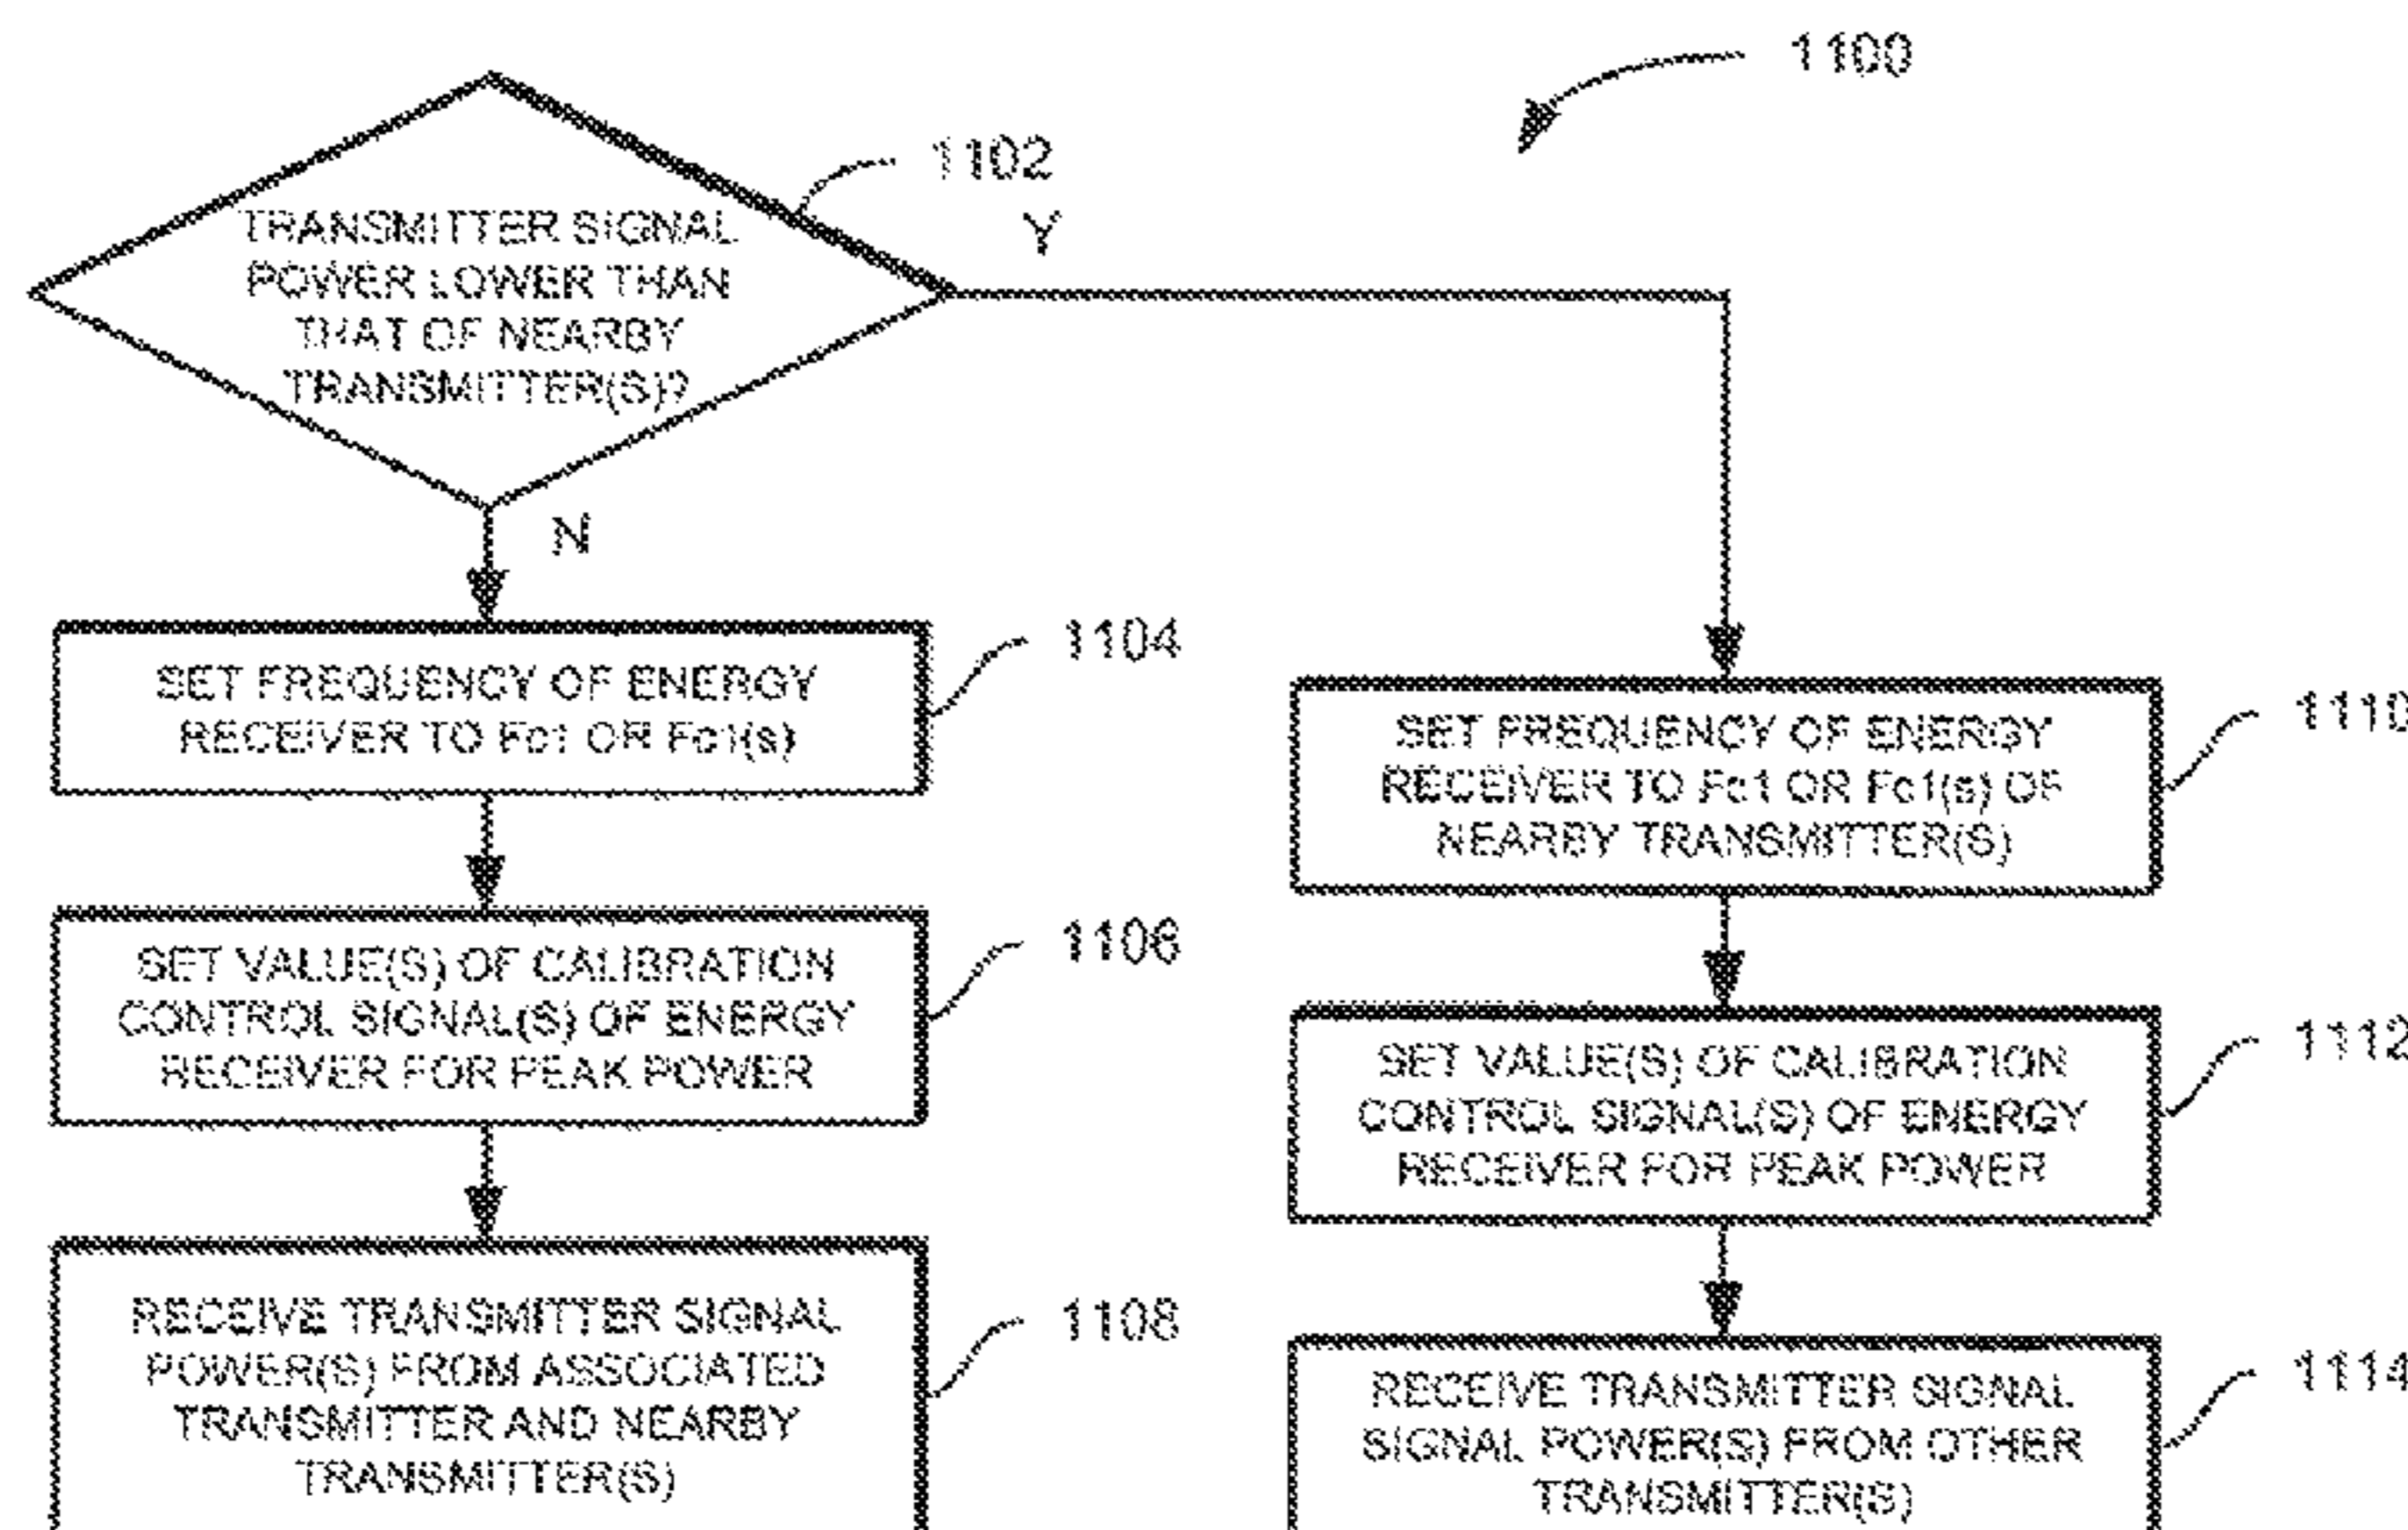 1100
1102
TRANSMITTER SIGNAL
POWER LOWER THAN
THAT OF NEARBY
TRANSMITTER(S)?
Y
N
1104
SET FREQUENCY OF ENERGY
RECEIVER TO Fc1 OR Fc1(s)
1106
SET VALUE(S) OF CALIBRATION
CONTROL SIGNAL(S) OF ENERGY
RECEIVER FOR PEAK POWER
1108
RECEIVE TRANSMITTER SIGNAL
POWER(S) FROM ASSOCIATED
TRANSMITTER AND NEARBY
TRANSMITTER(S)
1110
SET FREQUENCY OF ENERGY
RECEIVER TO Fc1 OR Fc1(s) OF
NEARBY TRANSMITTER(S)
1112
SET VALUE(S) OF CALIBRATION
CONTROL SIGNAL(S) OF ENERGY
RECEIVER FOR PEAK POWER
1114
RECEIVE TRANSMITTER SIGNAL
SIGNAL POWER(S) FROM OTHER
TRANSMITTER(S)